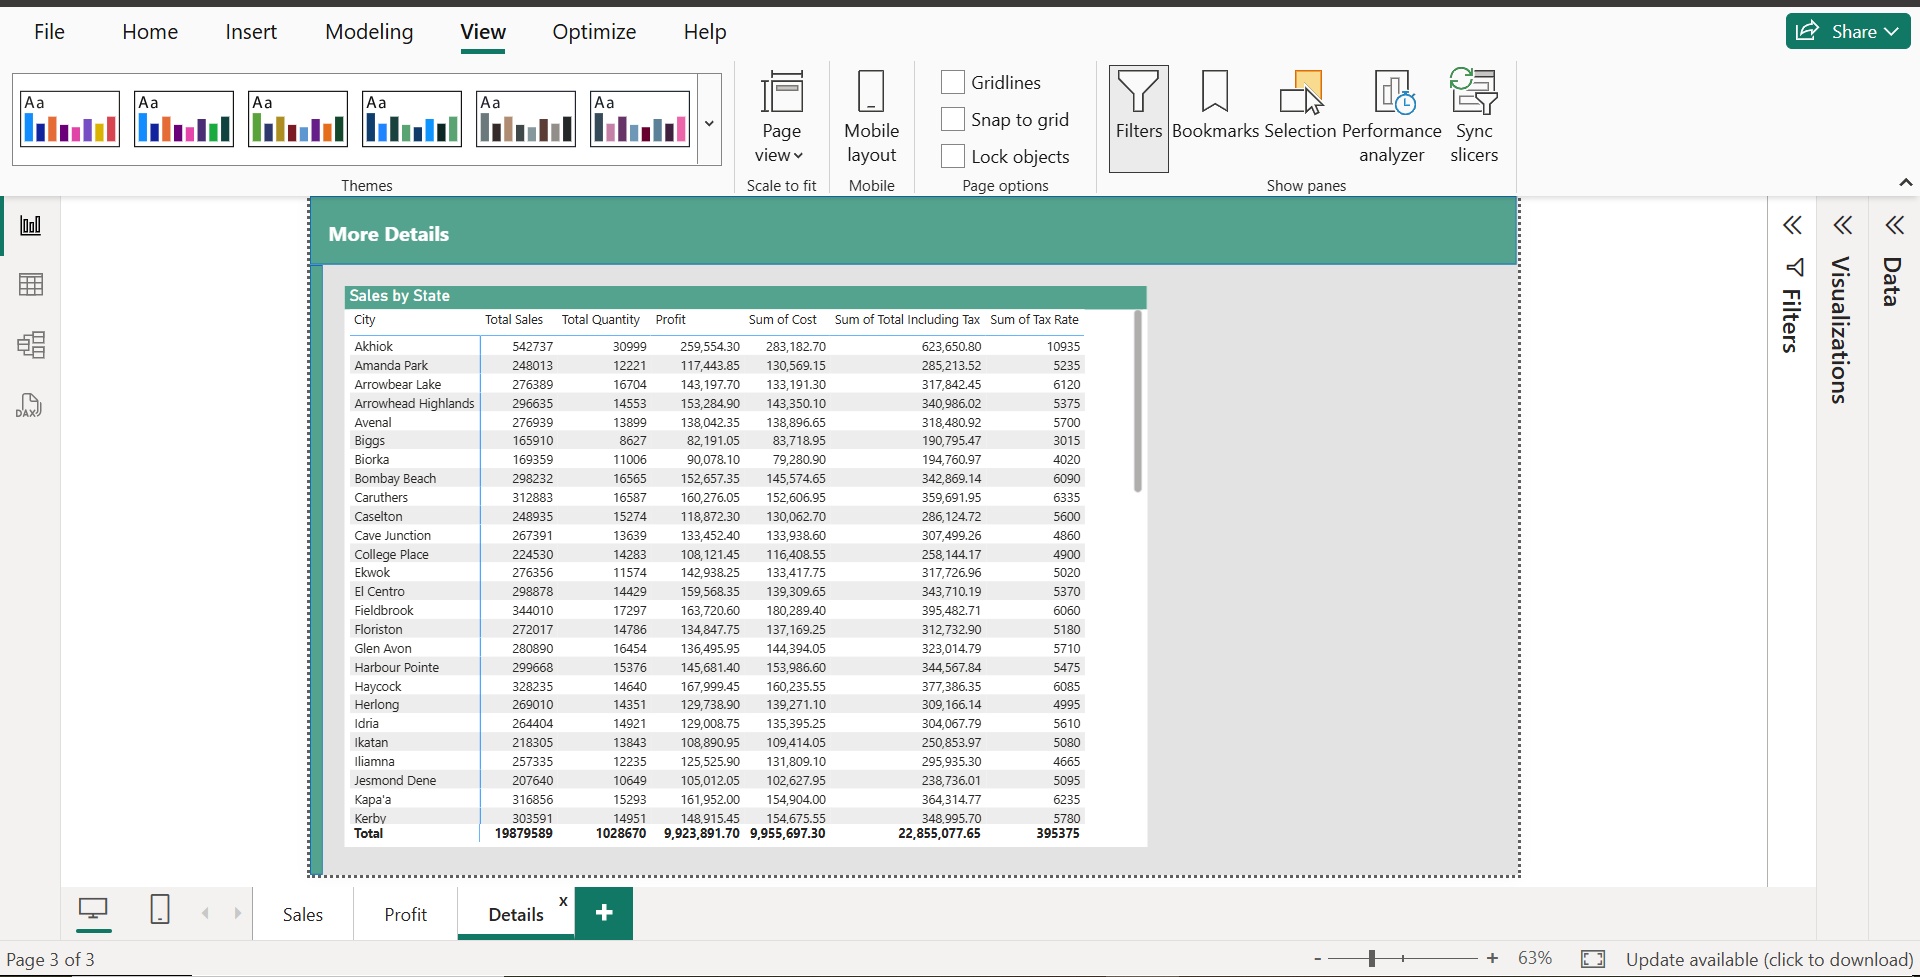 File Home Insert Modeling View Optimize Help Share
Aa Aa Aa Aa Aa Aa
Page view
Mobile layout
Gridlines
Snap to grid
Lock objects
Filters Bookmarks Selection Performance analyzer Sync slicers
Themes Scale to fit Mobile Page options Show panes
DAX
More Details
Sales by State
City Total Sales Total Quantity Profit Sum of Cost Sum of Total Including Tax Sum of Tax Rate
Akhiok 542737 30999 259,554.30 283,182.70 623,650.80 10935
Amanda Park 248013 12221 117,443.85 130,569.15 285,213.52 5235
Arrowbear Lake 276389 16704 143,197.70 133,191.30 317,842.45 6120
Arrowhead Highlands 296635 14553 153,284.90 143,350.10 340,986.02 5375
Avenal 276939 13899 138,042.35 138,896.65 318,480.92 5700
Biggs 165910 8627 82,191.05 83,718.95 190,795.47 3015
Biorka 169359 11006 90,078.10 79,280.90 194,760.97 4020
Bombay Beach 298232 16565 152,657.35 145,574.65 342,869.14 6090
Caruthers 312883 16587 160,276.05 152,606.95 359,691.95 6335
Caselton 248935 15274 118,872.30 130,062.70 286,124.72 5600
Cave Junction 267391 13639 133,452.40 133,938.60 307,499.26 4860
College Place 224530 14283 108,121.45 116,408.55 258,144.17 4900
Ekwok 276356 11574 142,938.25 133,417.75 317,726.96 5020
El Centro 298878 14429 159,568.35 139,309.65 343,710.19 5370
Fieldbrook 344010 17297 163,720.60 180,289.40 395,482.71 6060
Floriston 272017 14786 134,847.75 137,169.25 312,732.90 5180
Glen Avon 280890 16454 136,495.95 144,394.05 323,014.79 5710
Harbour Pointe 299668 15376 145,681.40 153,986.60 344,567.84 5475
Haycock 328235 14640 167,999.45 160,235.55 377,386.35 6085
Herlong 269010 14351 129,738.90 139,271.10 309,166.14 4995
Idria 264404 14921 129,008.75 135,395.25 304,067.79 5610
Ikatan 218305 13843 108,890.95 109,414.05 250,853.97 5080
Iliamna 257335 12235 125,525.90 131,809.10 295,935.30 4665
Jesmond Dene 207640 10649 105,012.05 102,627.95 238,736.01 5095
Kapa'a 316856 15293 161,952.00 154,904.00 364,314.77 6235
Kerby 303591 14951 148,915.45 154,675.55 348,995.70 5780
Total 19879589 1028670 9,923,891.70 9,955,697.30 22,855,077.65 395375
Filters
Visualizations
Data
Sales Profit Details x +
Page 3 of 3 - + 63% Update available (click to download)